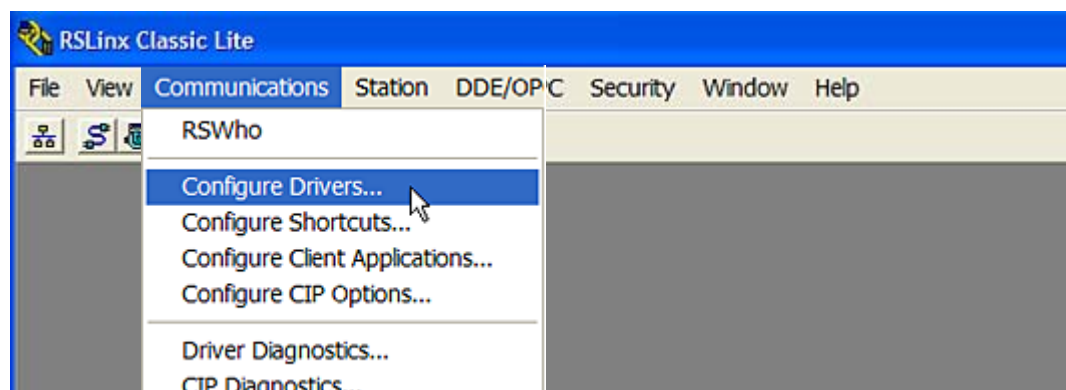 RSLinx Classic Lite
File View Communications Station DDE/OPC Security Window Help
RSWho
Configure Drivers...
Configure Shortcuts...
Configure Client Applications...
Configure CIP Options...
Driver Diagnostics...
CIP Diagnostics...